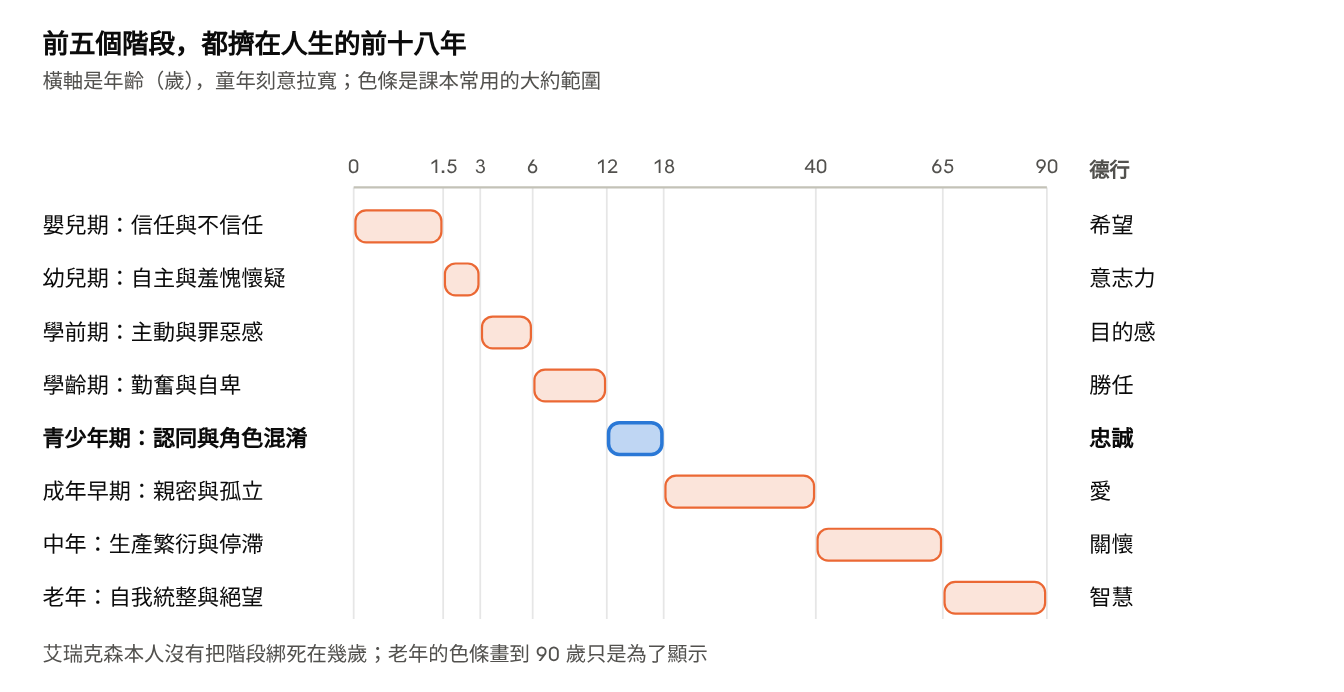 前五個階段，都擠在人生的前十八年
橫軸是年齡（歲），童年刻意拉寬；色條是課本常用的大約範圍
0 1.5 3 6 12 18 40 65 90 德行
嬰兒期：信任與不信任 希望
幼兒期：自主與羞愧懷疑 意志力
學前期：主動與罪惡感 目的感
學齡期：勤奮與自卑 勝任
青少年期：認同與角色混淆 忠誠
成年早期：親密與孤立 愛
中年：生產繁衍與停滯 關懷
老年：自我統整與絕望 智慧
艾瑞克森本人沒有把階段綁死在幾歲；老年的色條畫到 90 歲只是為了顯示